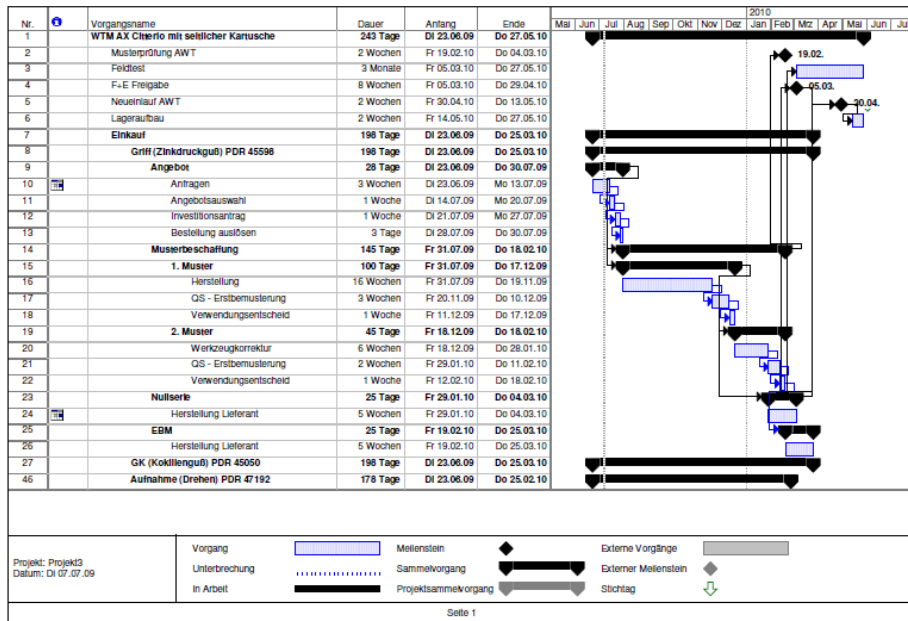 2010
Nr. Vorgangsname Dauer Anfang Ende Mai Jun Jul Aug Sep Okt Nov Dez Jan Feb Mrz Apr Mai Jun Jul
1 WTM AX Citterio mit seitlicher Kartusche 243 Tage Di 23.06.09 Do 27.05.10
2 Musterprüfung AWT 2 Wochen Fr 19.02.10 Do 04.03.10 19.02.
3 Feldtest 3 Monate Fr 05.03.10 Do 27.05.10
4 F+E Freigabe 8 Wochen Fr 05.03.10 Do 29.04.10 05.03.
5 Neueinlauf AWT 2 Wochen Fr 30.04.10 Do 13.05.10 30.04.
6 Lageraufbau 2 Wochen Fr 14.05.10 Do 27.05.10
7 Einkauf 198 Tage Di 23.06.09 Do 25.03.10
8 Griff (Zinkdruckguß) PDR 45598 198 Tage Di 23.06.09 Do 25.03.10
9 Angebot 28 Tage Di 23.06.09 Do 30.07.09
10 Anfragen 3 Wochen Di 23.06.09 Mo 13.07.09
11 Angebotsauswahl 1 Woche Di 14.07.09 Mo 20.07.09
12 Investitionsantrag 1 Woche Di 21.07.09 Mo 27.07.09
13 Bestellung auslösen 3 Tage Di 28.07.09 Do 30.07.09
14 Musterbeschaffung 145 Tage Fr 31.07.09 Do 18.02.10
15 1. Muster 100 Tage Fr 31.07.09 Do 17.12.09
16 Herstellung 16 Wochen Fr 31.07.09 Do 19.11.09
17 QS - Erstbemusterung 3 Wochen Fr 20.11.09 Do 10.12.09
18 Verwendungsentscheid 1 Woche Fr 11.12.09 Do 17.12.09
19 2. Muster 45 Tage Fr 18.12.09 Do 18.02.10
20 Werkzeugkorrektur 6 Wochen Fr 18.12.09 Do 28.01.10
21 QS - Erstbemusterung 2 Wochen Fr 29.01.10 Do 11.02.10
22 Verwendungsentscheid 1 Woche Fr 12.02.10 Do 18.02.10
23 Nullserie 25 Tage Fr 29.01.10 Do 04.03.10
24 Herstellung Lieferant 5 Wochen Fr 29.01.10 Do 04.03.10
25 EBM 25 Tage Fr 19.02.10 Do 25.03.10
26 Herstellung Lieferant 5 Wochen Fr 19.02.10 Do 25.03.10
27 GK (Kokillenguß) PDR 45050 198 Tage Di 23.06.09 Do 25.03.10
46 Aufnahme (Drehen) PDR 47192 178 Tage Di 23.06.09 Do 25.02.10
Projekt: Projekt3
Datum: Di 07.07.09
Vorgang Meilenstein Externe Vorgänge
Unterbrechung Sammelvorgang Externer Meilenstein
In Arbeit Projektsammelvorgang Stichtag
Seite 1